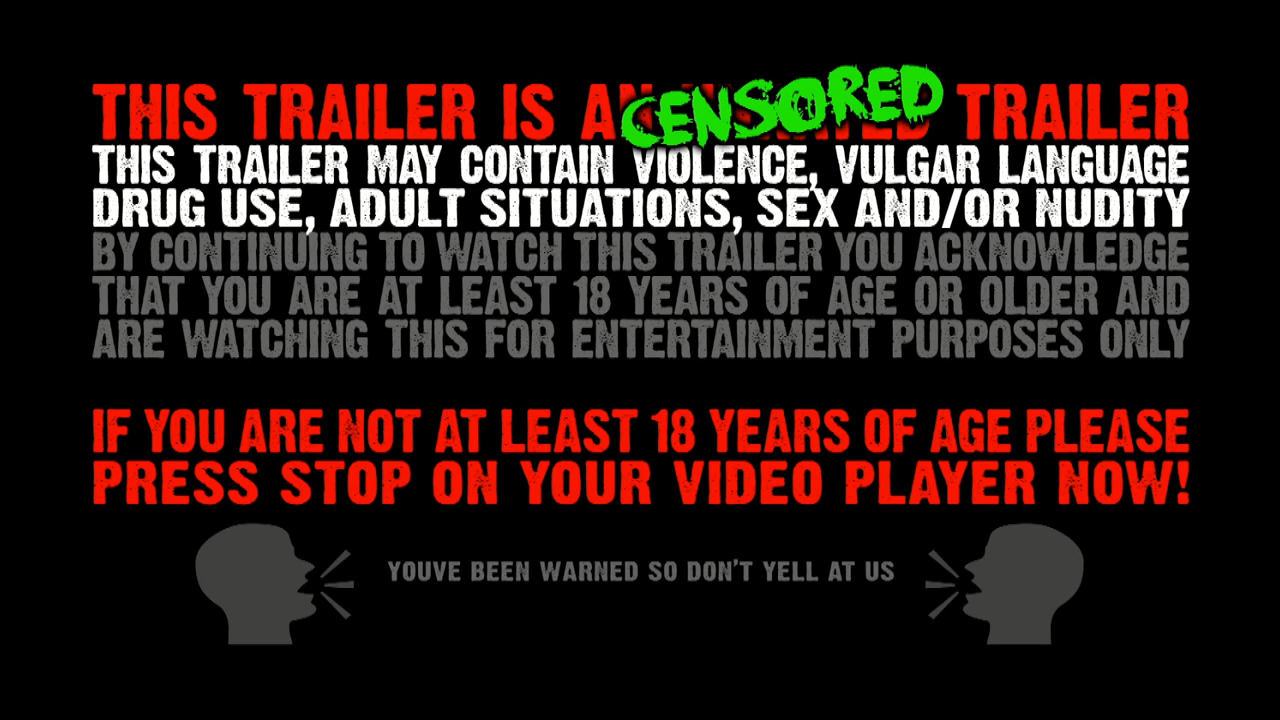 THIS TRAILER IS AN CENSORED TRAILER
THIS TRAILER MAY CONTAIN VIOLENCE, VULGAR LANGUAGE
DRUG USE, ADULT SITUATIONS, SEX AND/OR NUDITY
BY CONTINUING TO WATCH THIS TRAILER YOU ACKNOWLEDGE
THAT YOU ARE AT LEAST 18 YEARS OF AGE OR OLDER AND
ARE WATCHING THIS FOR ENTERTAINMENT PURPOSES ONLY
IF YOU ARE NOT AT LEAST 18 YEARS OF AGE PLEASE
PRESS STOP ON YOUR VIDEO PLAYER NOW!
YOUVE BEEN WARNED SO DON'T YELL AT US